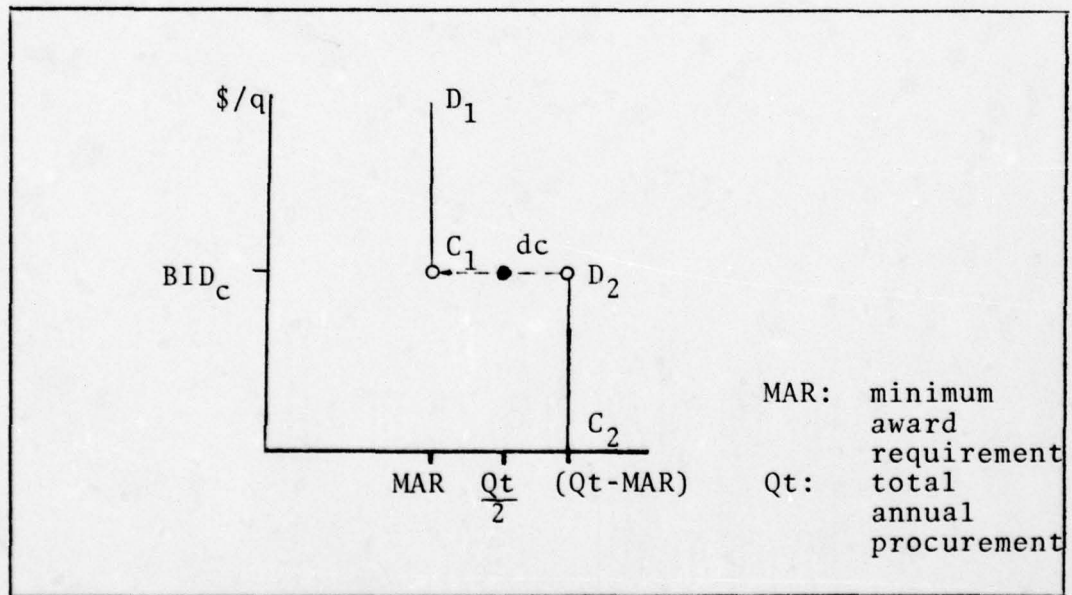 $/q
D1
C1
dc
BIDc
D2
C2
MAR
Qt/2
(Qt-MAR)
MAR: minimum
award
requirement
Qt: total
annual
procurement